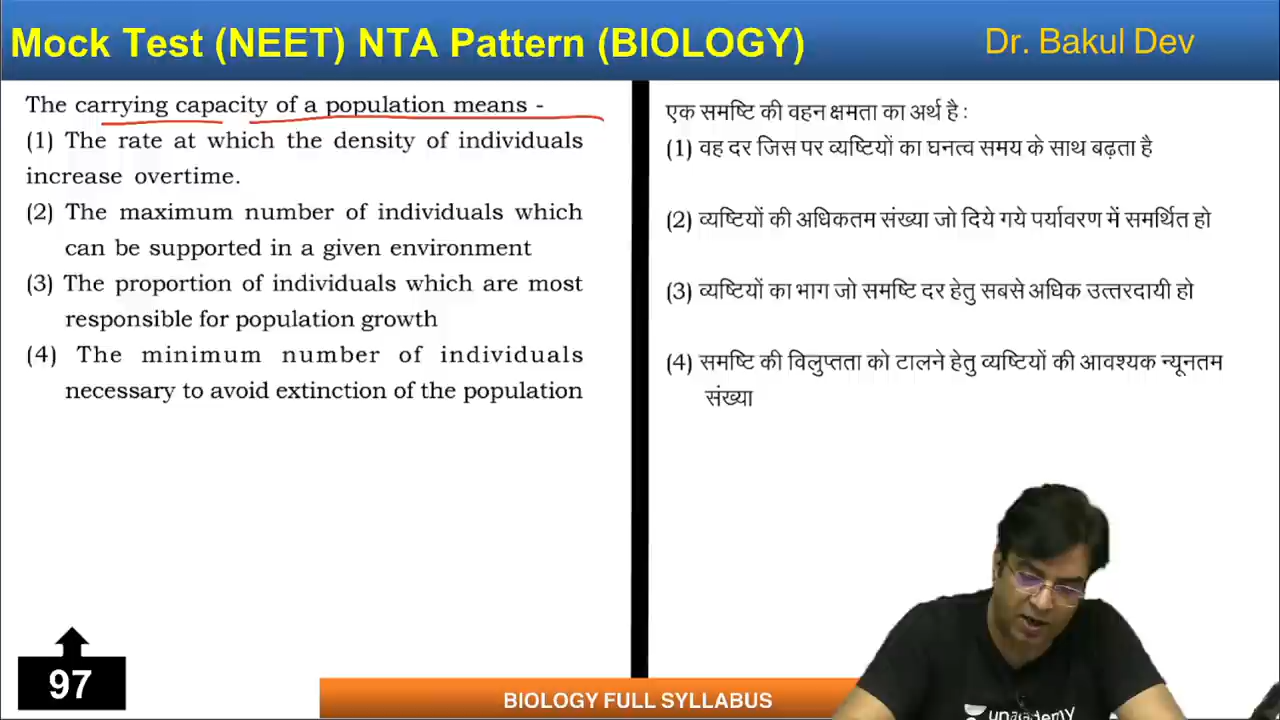 Mock Test (NEET) NTA Pattern (BIOLOGY)
Dr. Bakul Dev
The carrying capacity of a population means -
(1) The rate at which the density of individuals
increase overtime.
(2) The maximum number of individuals which
can be supported in a given environment
(3) The proportion of individuals which are most
responsible for population growth
(4) The minimum number of individuals
necessary to avoid extinction of the population
एक समष्टि की वहन क्षमता का अर्थ है :
(1) वह दर जिस पर व्यष्टियों का घनत्व समय के साथ बढ़ता है
(2) व्यष्टियों की अधिकतम संख्या जो दिये गये पर्यावरण में समर्थित हो
(3) व्यष्टियों का भाग जो समष्टि दर हेतु सबसे अधिक उत्तरदायी हो
(4) समष्टि की विलुप्तता को टालने हेतु व्यष्टियों की आवश्यक न्यूनतम
संख्या
97
BIOLOGY FULL SYLLABUS
unacademy